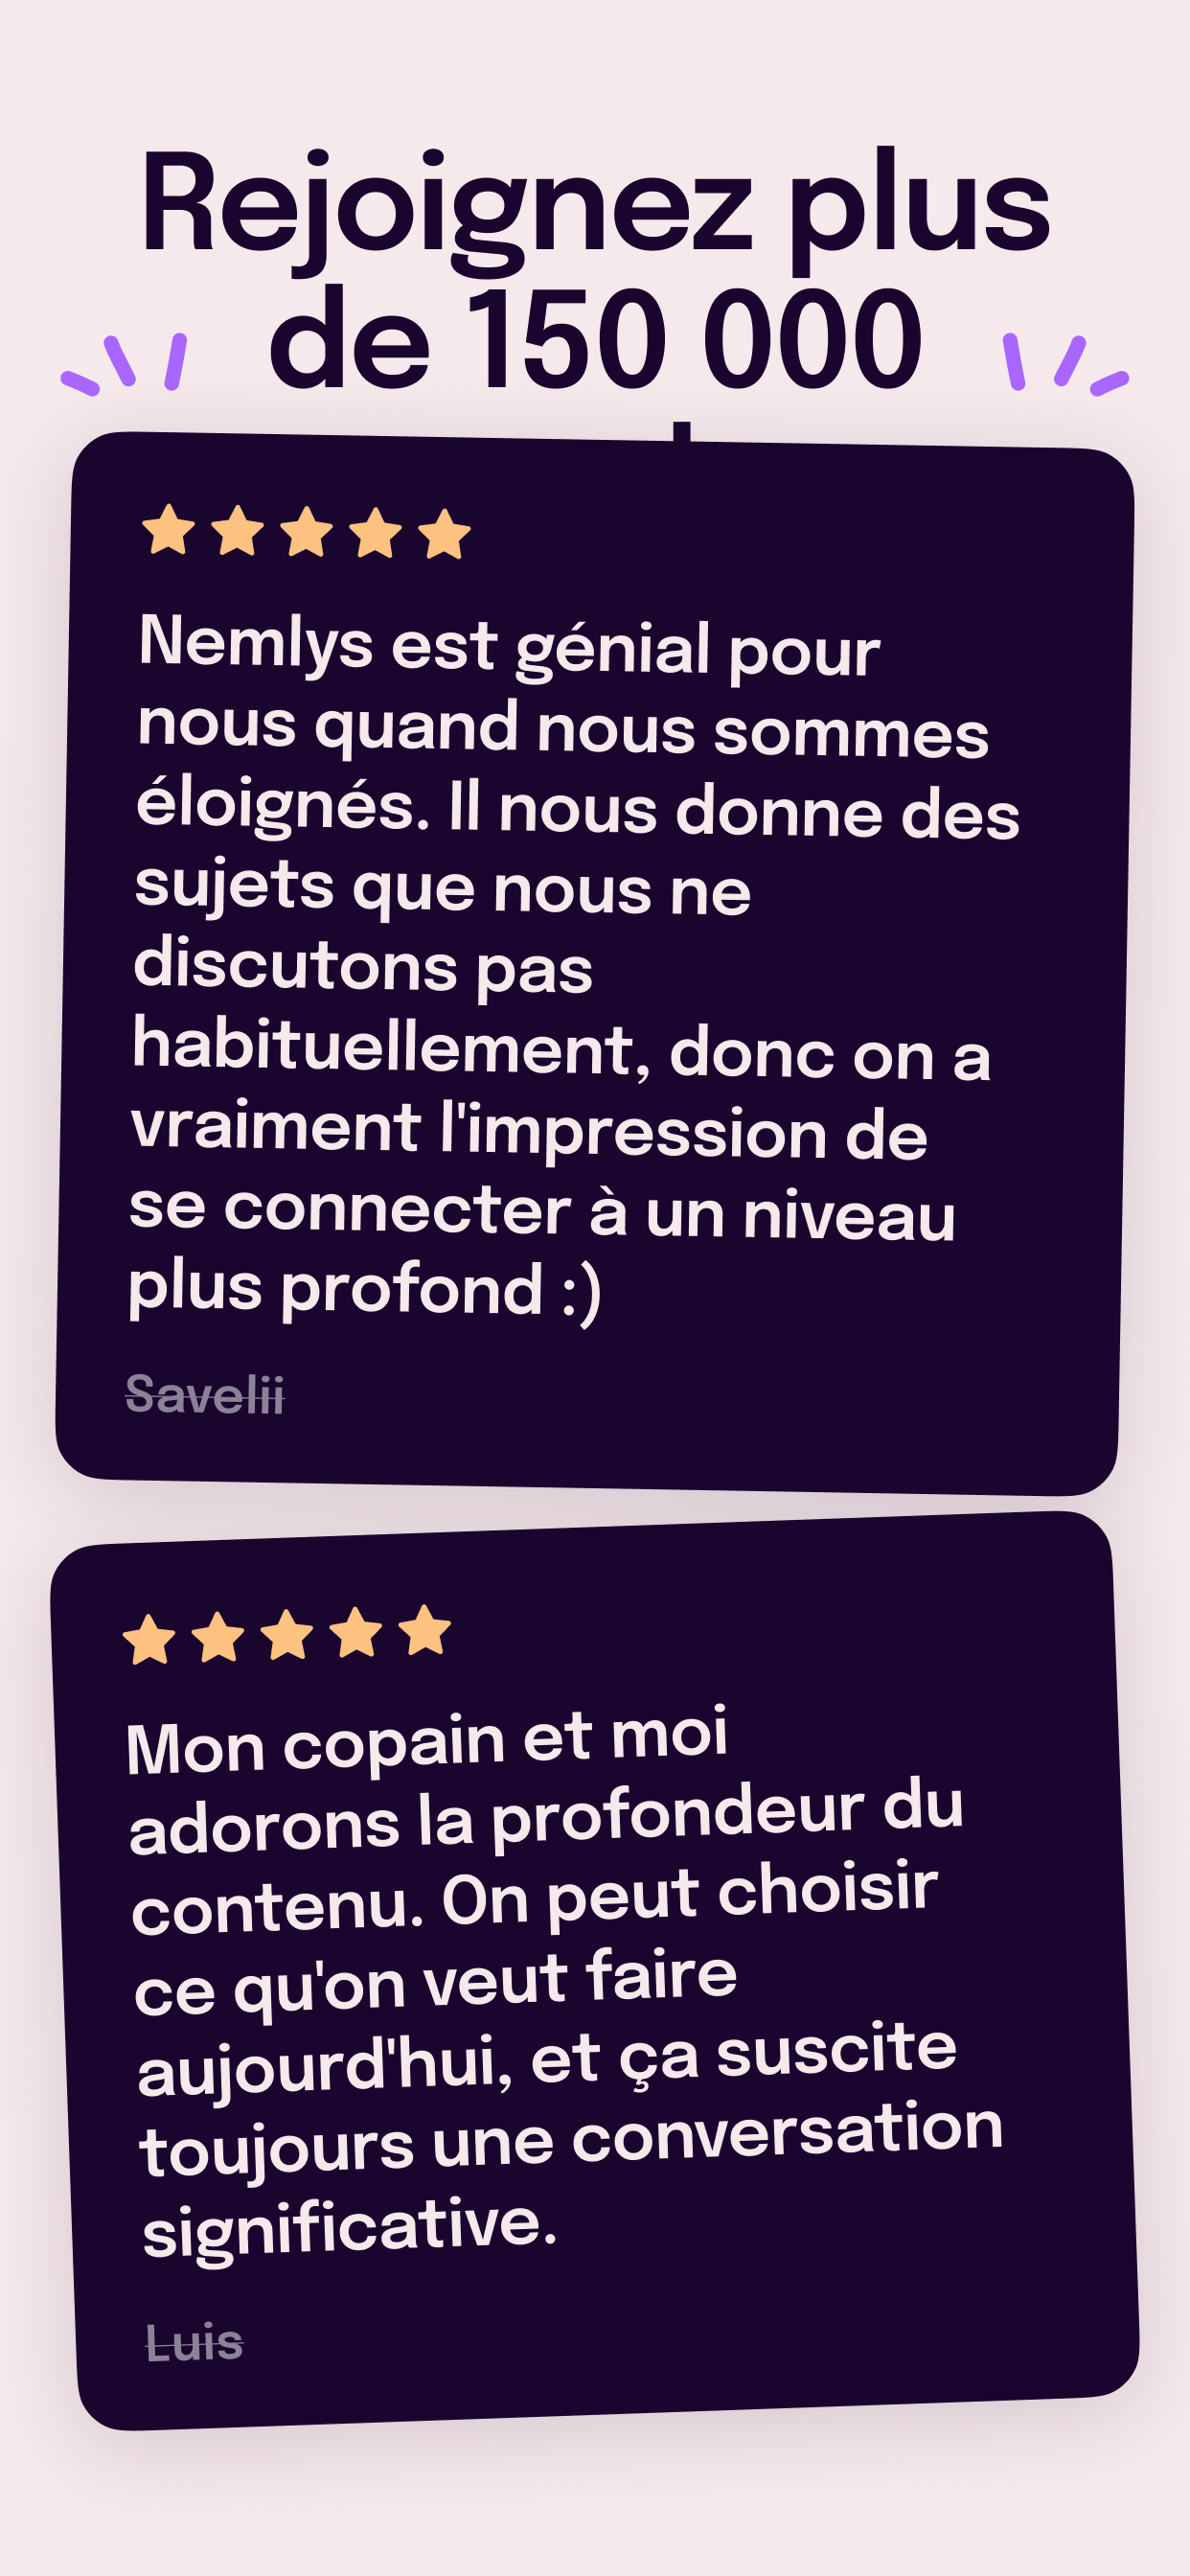 Rejoignez plus
de 150 000
Nemlys est génial pour
nous quand nous sommes
éloignés. Il nous donne des
sujets que nous ne
discutons pas
habituellement, donc on a
vraiment l'impression de
se connecter à un niveau
plus profond :)
Savelii
Mon copain et moi
adorons la profondeur du
contenu. On peut choisir
ce qu'on veut faire
aujourd'hui, et ça suscite
toujours une conversation
significative.
Luis